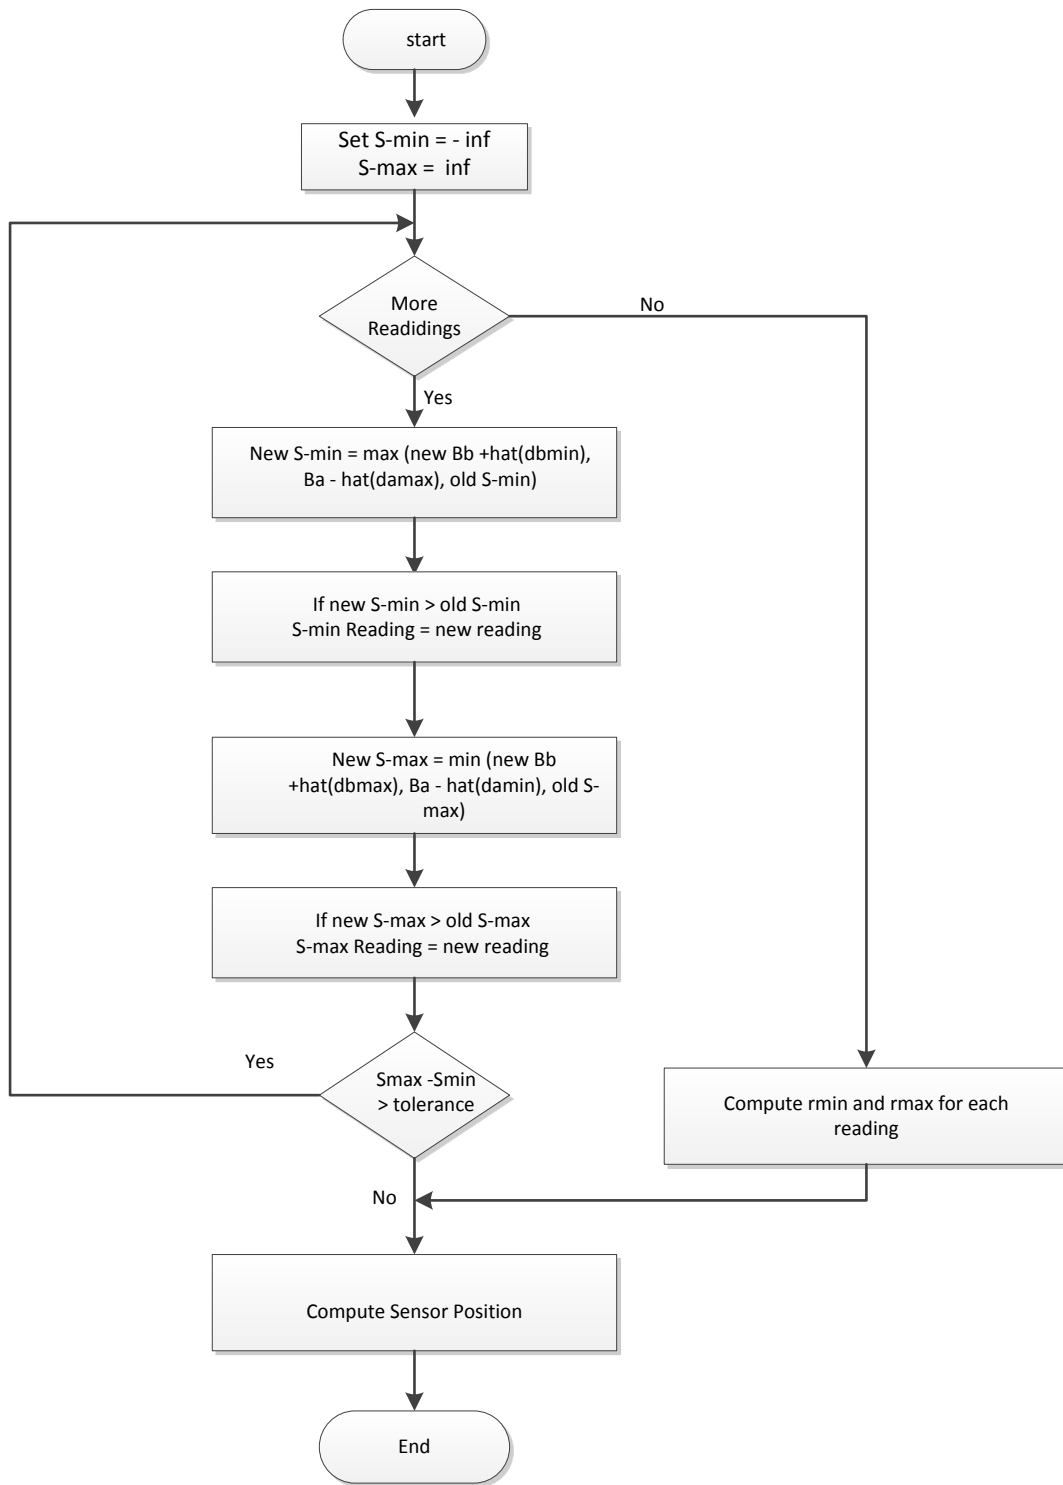 start
Set S-min = - inf
S-max = inf
More
Readidings
No
Yes
New S-min = max (new Bb +hat(dbmin),
Ba - hat(damax), old S-min)
If new S-min > old S-min
S-min Reading = new reading
New S-max = min (new Bb
+hat(dbmax), Ba - hat(damin), old S-
max)
If new S-max > old S-max
S-max Reading = new reading
Yes
Smax -Smin
> tolerance
Compute rmin and rmax for each
reading
No
Compute Sensor Position
End